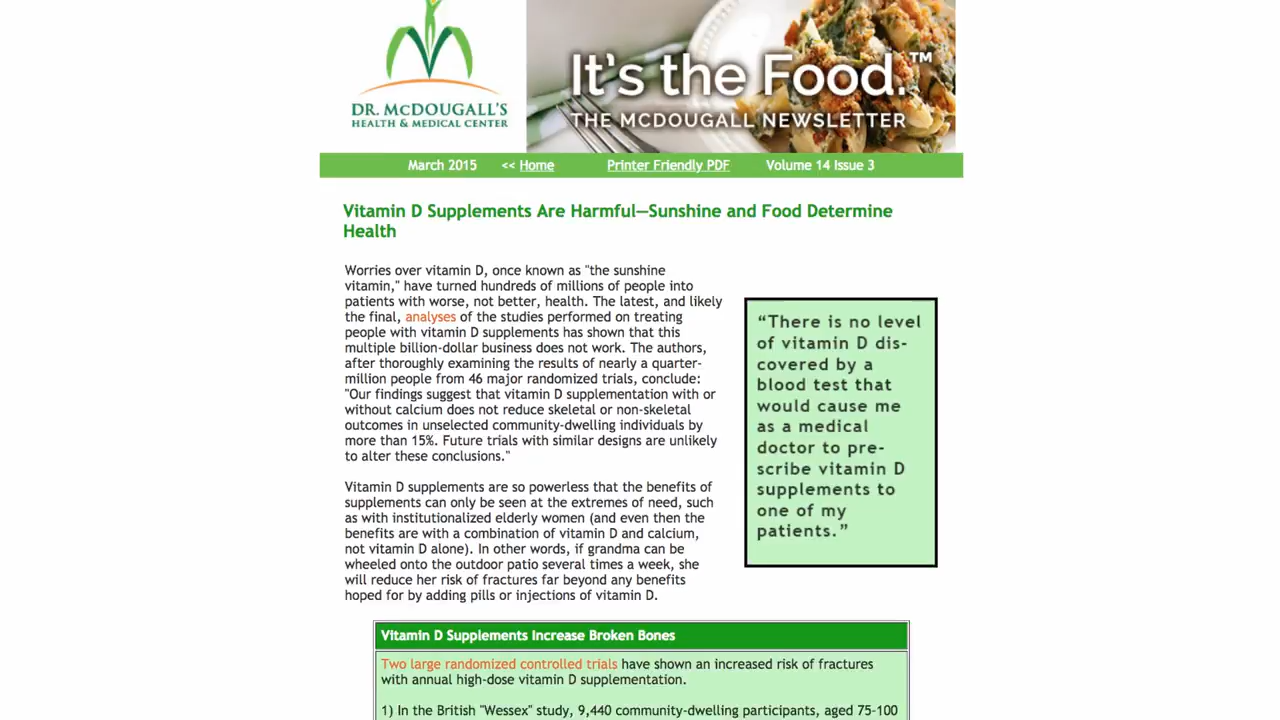 DR. MCDOUGALL'S
HEALTH & MEDICAL CENTER
It's the Food.™
THE MCDOUGALL NEWSLETTER
March 2015 << Home Printer Friendly PDF Volume 14 Issue 3
Vitamin D Supplements Are Harmful—Sunshine and Food Determine
Health
Worries over vitamin D, once known as "the sunshine
vitamin," have turned hundreds of millions of people into
patients with worse, not better, health. The latest, and likely
the final, analyses of the studies performed on treating
people with vitamin D supplements has shown that this
multiple billion-dollar business does not work. The authors,
after thoroughly examining the results of nearly a quarter-
million people from 46 major randomized trials, conclude:
"Our findings suggest that vitamin D supplementation with or
without calcium does not reduce skeletal or non-skeletal
outcomes in unselected community-dwelling individuals by
more than 15%. Future trials with similar designs are unlikely
to alter these conclusions."
Vitamin D supplements are so powerless that the benefits of
supplements can only be seen at the extremes of need, such
as with institutionalized elderly women (and even then the
benefits are with a combination of vitamin D and calcium,
not vitamin D alone). In other words, if grandma can be
wheeled onto the outdoor patio several times a week, she
will reduce her risk of fractures far beyond any benefits
hoped for by adding pills or injections of vitamin D.
“There is no level
of vitamin D dis-
covered by a
blood test that
would cause me
as a medical
doctor to pre-
scribe vitamin D
supplements to
one of my
patients.”
Vitamin D Supplements Increase Broken Bones
Two large randomized controlled trials have shown an increased risk of fractures
with annual high-dose vitamin D supplementation.
1) In the British "Wessex" study, 9,440 community-dwelling participants, aged 75-100